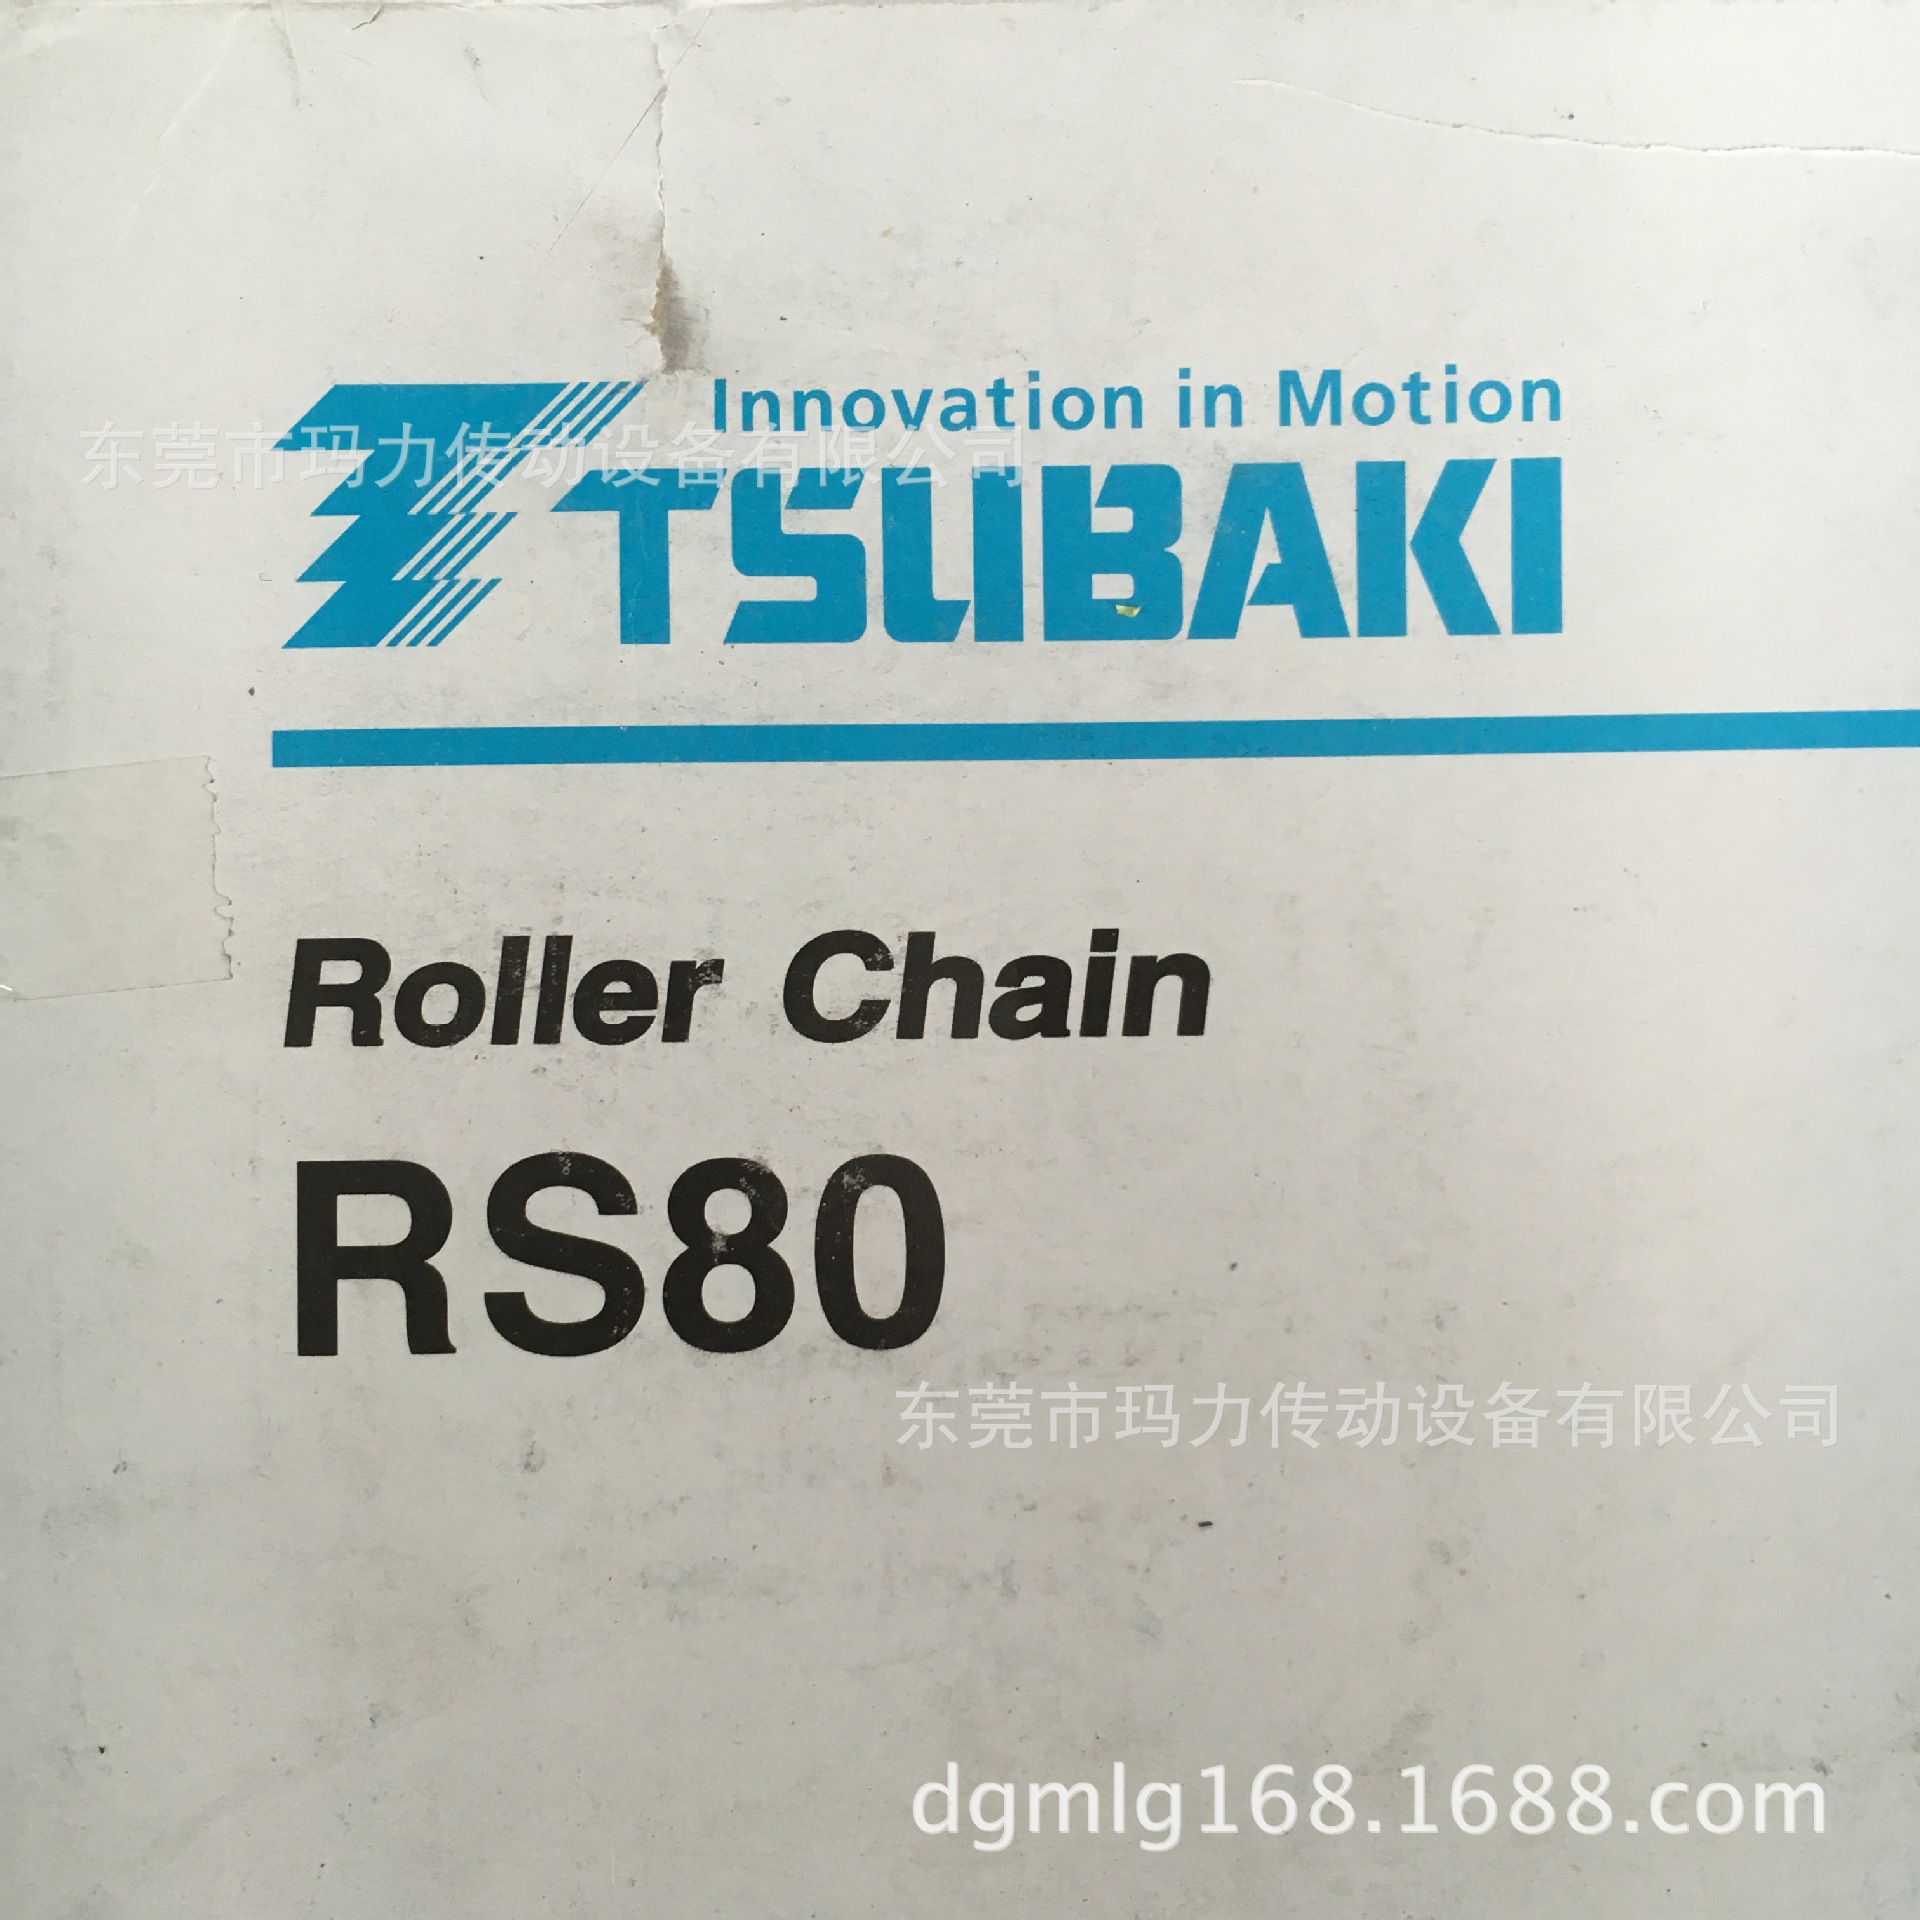 Innovation in Motion
东莞市玛力传动设备有限公司
TSUBAKI
Roller Chain
RS80
东莞市玛力传动设备有限公司
dgmlg168.1688.com